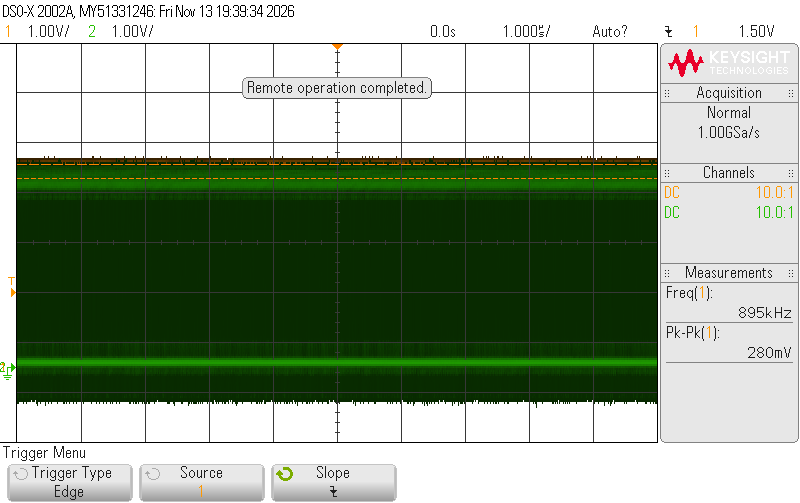 DSO-X 2002A, MY51331246: Fri Nov 13 19:39:34 2026
1 1.00V/ 2 1.00V/ 0.0s 1.000s/ Auto? 1 1.50V
Remote operation completed.
KEYSIGHT
TECHNOLOGIES
Acquisition
Normal
1.00GSa/s
Channels
DC 10.0:1
DC 10.0:1
Measurements
Freq(1):
895kHz
Pk-Pk(1):
280mV
T
2
Trigger Menu
Trigger Type
Edge
Source
1
Slope